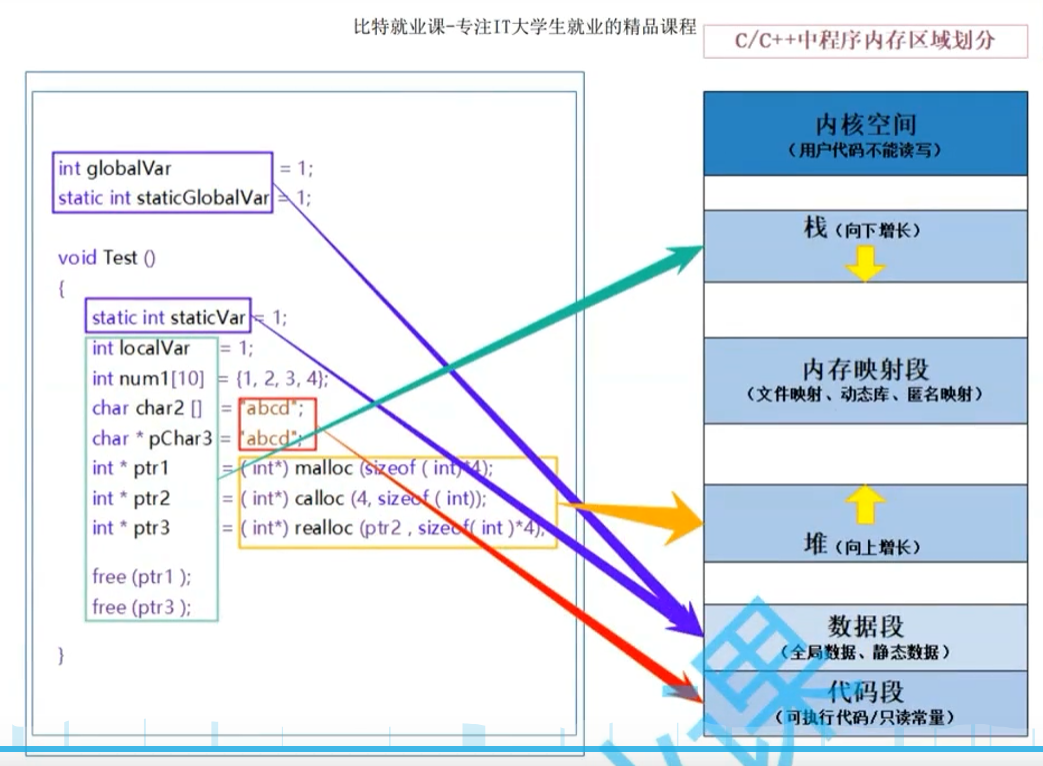 比特就业课-专注IT大学生就业的精品课程
C/C++中程序内存区域划分
int globalVar = 1;
static int staticGlobalVar = 1;
void Test ()
{
static int staticVar = 1;
int localVar = 1;
int num1[10] = {1, 2, 3, 4};
char char2 [] = "abcd";
char * pChar3 = "abcd";
int * ptr1 = ( int*) malloc (sizeof ( int)*4);
int * ptr2 = ( int*) calloc (4, sizeof ( int));
int * ptr3 = ( int*) realloc (ptr2 , sizeof( int )*4);
free (ptr1 );
free (ptr3 );
}
内核空间
（用户代码不能读写）
栈（向下增长）
内存映射段
（文件映射、动态库、匿名映射）
堆（向上增长）
数据段
（全局数据、静态数据）
代码段
（可执行代码/只读常量）
业课